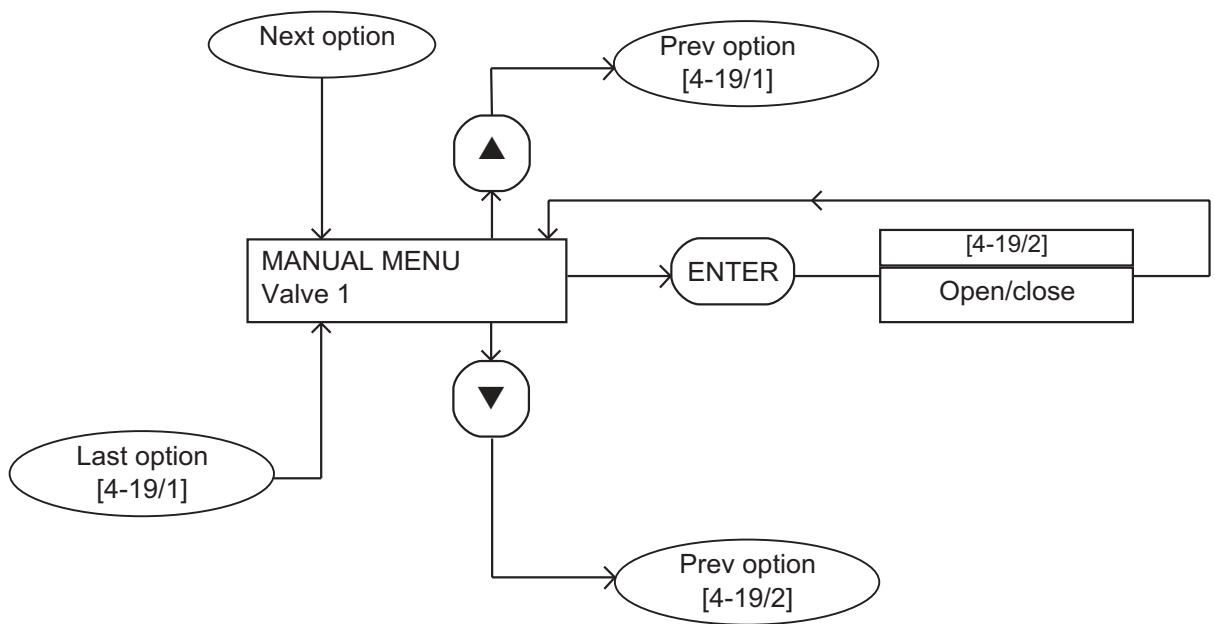 Next option
Prev option
[4-19/1]
▲
MANUAL MENU
Valve 1
ENTER
[4-19/2]
Open/close
▼
Last option
[4-19/1]
Prev option
[4-19/2]